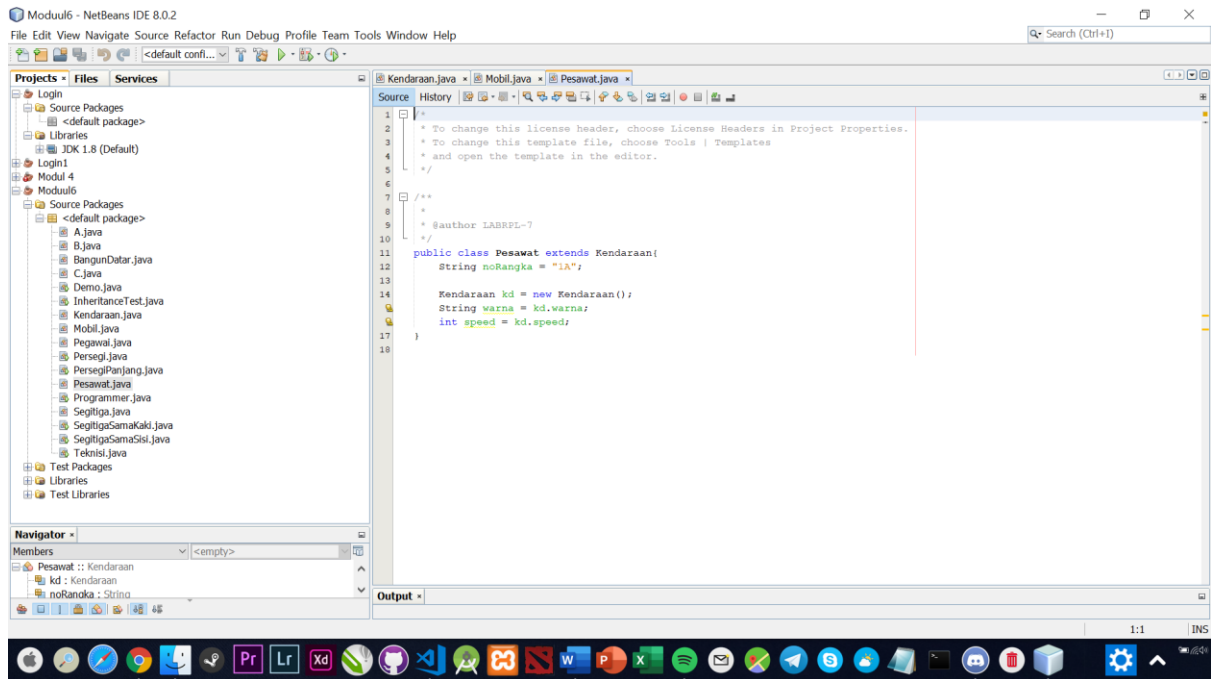 Moduul6 - NetBeans IDE 8.0.2
File Edit View Navigate Source Refactor Run Debug Profile Team Tools Window Help
Search (Ctrl+I)
<default confi...
Projects Files Services
Login
Source Packages
<default package>
Libraries
JDK 1.8 (Default)
Login1
Modul 4
Moduul6
Source Packages
<default package>
A.java
B.java
BangunDatar.java
C.java
Demo.java
InheritanceTest.java
Kendaraan.java
Mobil.java
Pegawai.java
Persegi.java
PersegiPanjang.java
Pesawat.java
Programmer.java
Segitiga.java
SegitigaSamaKaki.java
SegitigaSamaSisi.java
Teknisi.java
Test Packages
Libraries
Test Libraries
Navigator
Members <empty>
Pesawat :: Kendaraan
kd : Kendaraan
noRangka : String
Kendaraan.java Mobil.java Pesawat.java
Source History
1 /*
2 * To change this license header, choose License Headers in Project Properties.
3 * To change this template file, choose Tools | Templates
4 * and open the template in the editor.
5 */
6
7 /**
8 *
9 * @author LABRPL-7
10 */
11 public class Pesawat extends Kendaraan{
12 String noRangka = "1A";
13
14 Kendaraan kd = new Kendaraan();
String warna = kd.warna;
int speed = kd.speed;
17 }
18
Output
1:1 INS
Pr Lr Xd W P X S